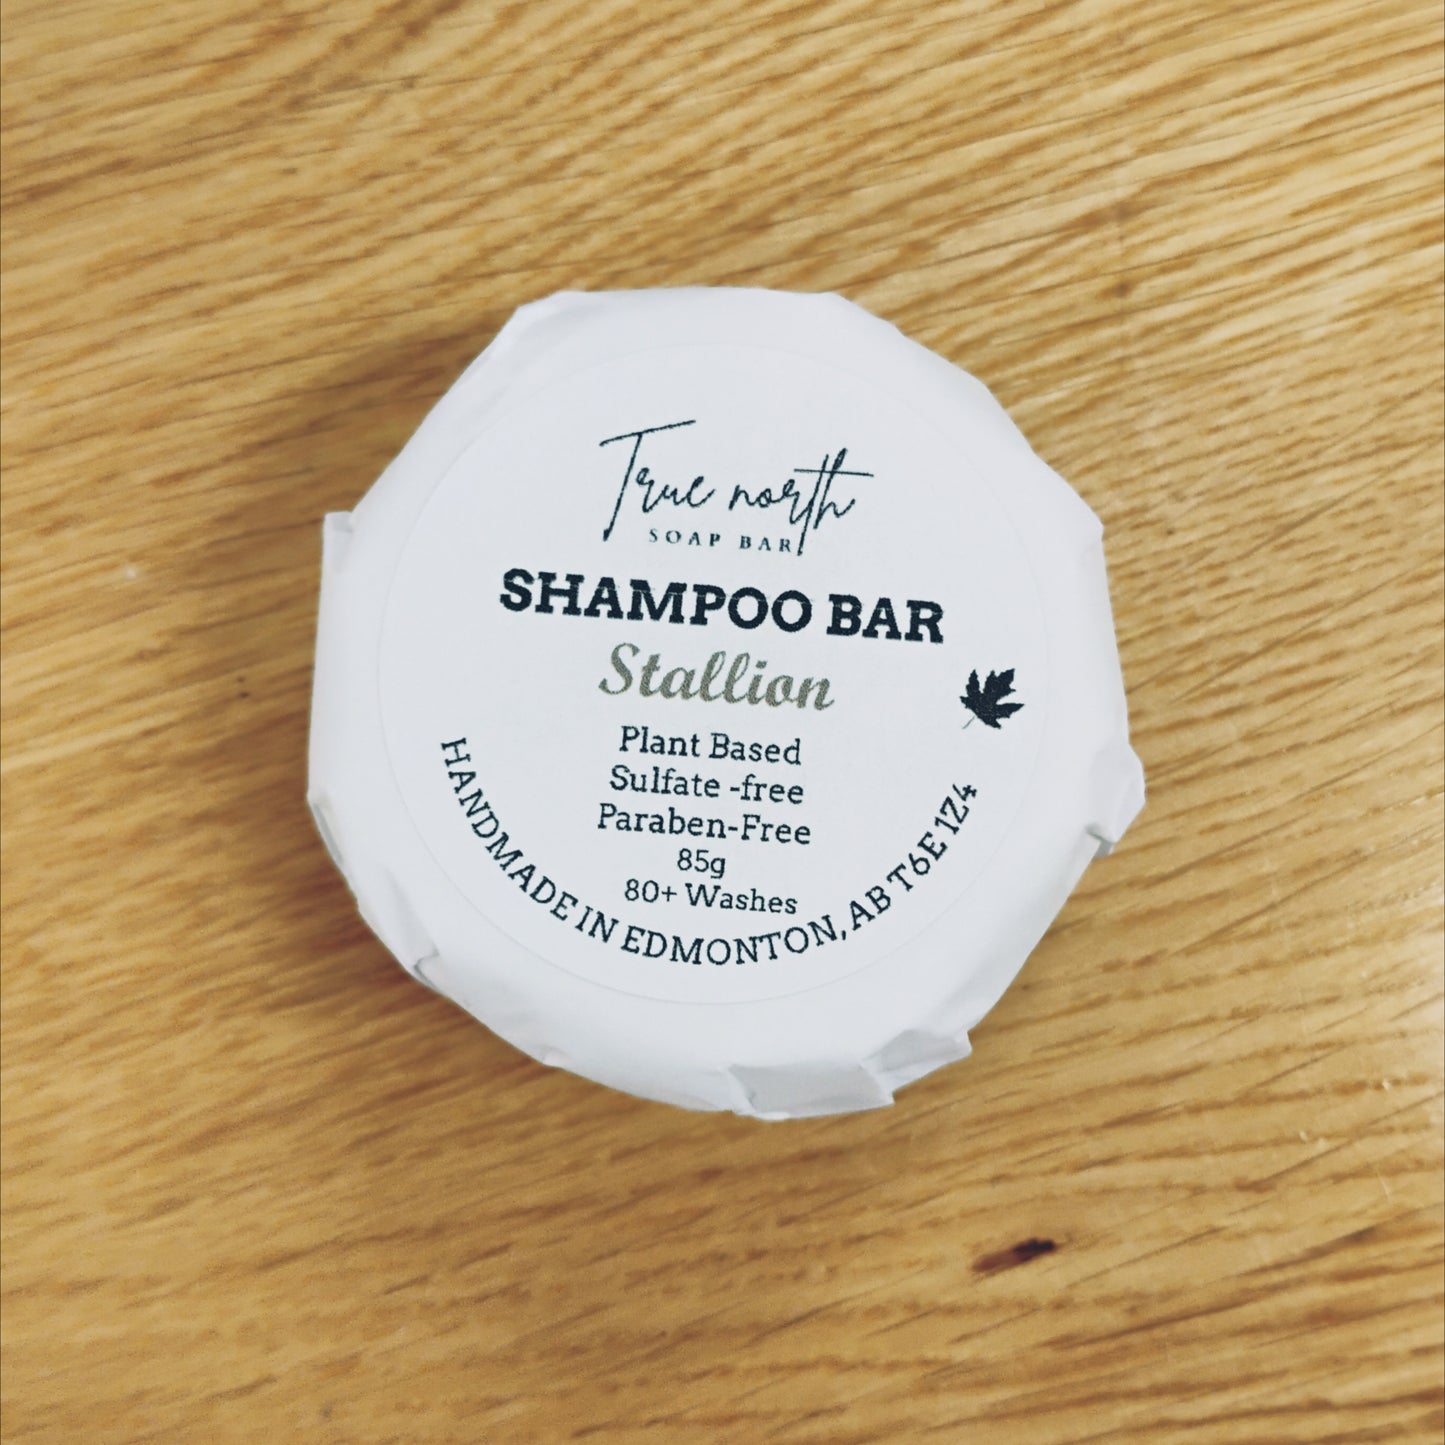 True north
SOAP BAR
SHAMPOO BAR
Stallion
Plant Based
Sulfate -free
Paraben-Free
85g
80+ Washes
HANDMADE IN EDMONTON, AB T6E 1Z4